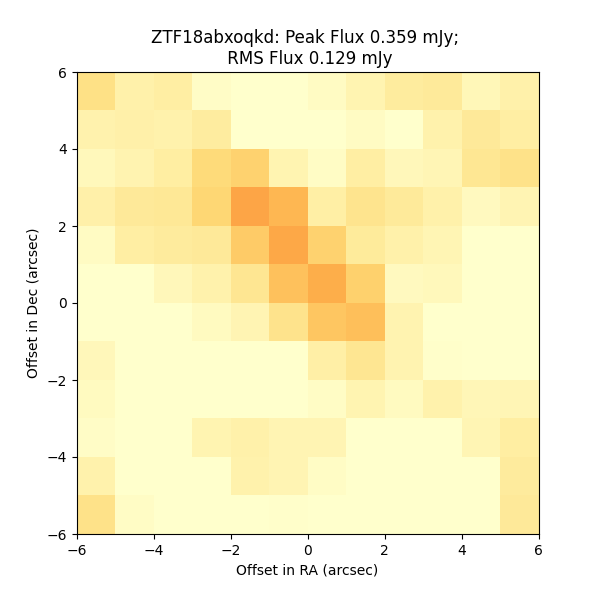 ZTF18abxoqkd: Peak Flux 0.359 mJy;
RMS Flux 0.129 mJy
6
4
2
0
−2
−4
−6
Offset in Dec (arcsec)
−6 −4 −2 0 2 4 6
Offset in RA (arcsec)